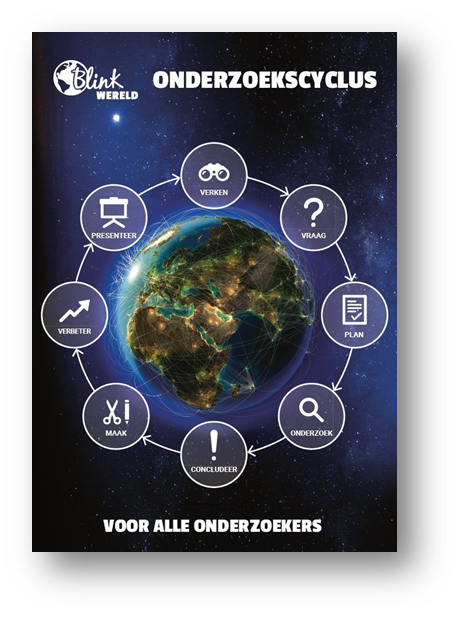 Blink
WERELD
ONDERZOEKSCYCLUS
VERKEN
VRAAG
PLAN
ONDERZOEK
CONCLUDEER
MAAK
VERBETER
PRESENTEER
VOOR ALLE ONDERZOEKERS